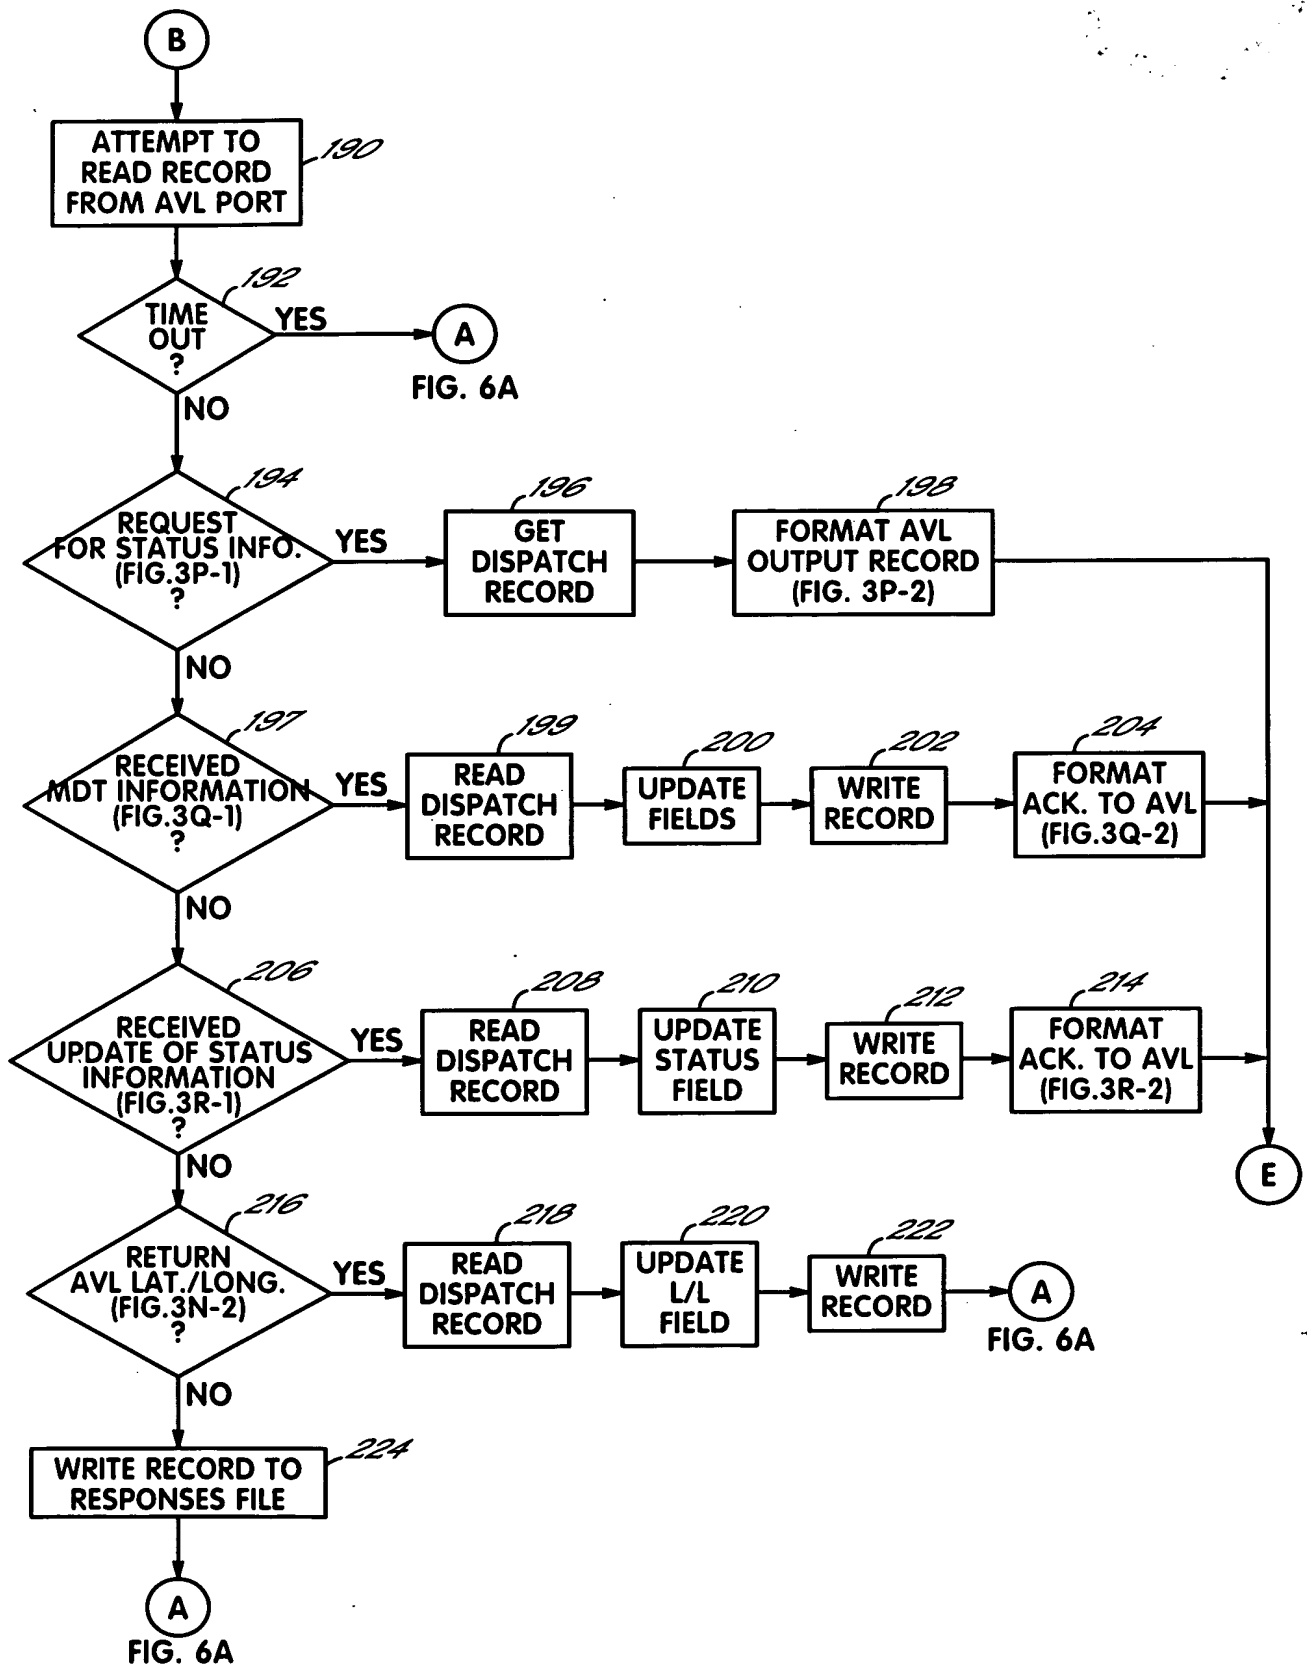 B
ATTEMPT TO
READ RECORD
FROM AVL PORT
190
TIME
OUT
?
192
YES
A
FIG. 6A
NO
REQUEST
FOR STATUS INFO.
(FIG.3P-1)
?
194
YES
GET
DISPATCH
RECORD
196
FORMAT AVL
OUTPUT RECORD
(FIG. 3P-2)
198
NO
RECEIVED
MDT INFORMATION
(FIG.3Q-1)
?
197
YES
READ
DISPATCH
RECORD
199
UPDATE
FIELDS
200
WRITE
RECORD
202
FORMAT
ACK. TO AVL
(FIG.3Q-2)
204
NO
RECEIVED
UPDATE OF STATUS
INFORMATION
(FIG.3R-1)
?
206
YES
READ
DISPATCH
RECORD
208
UPDATE
STATUS
FIELD
210
WRITE
RECORD
212
FORMAT
ACK. TO AVL
(FIG.3R-2)
214
E
NO
RETURN
AVL LAT./LONG.
(FIG.3N-2)
?
216
YES
READ
DISPATCH
RECORD
218
UPDATE
L/L
FIELD
220
WRITE
RECORD
222
A
FIG. 6A
NO
WRITE RECORD TO
RESPONSES FILE
224
A
FIG. 6A